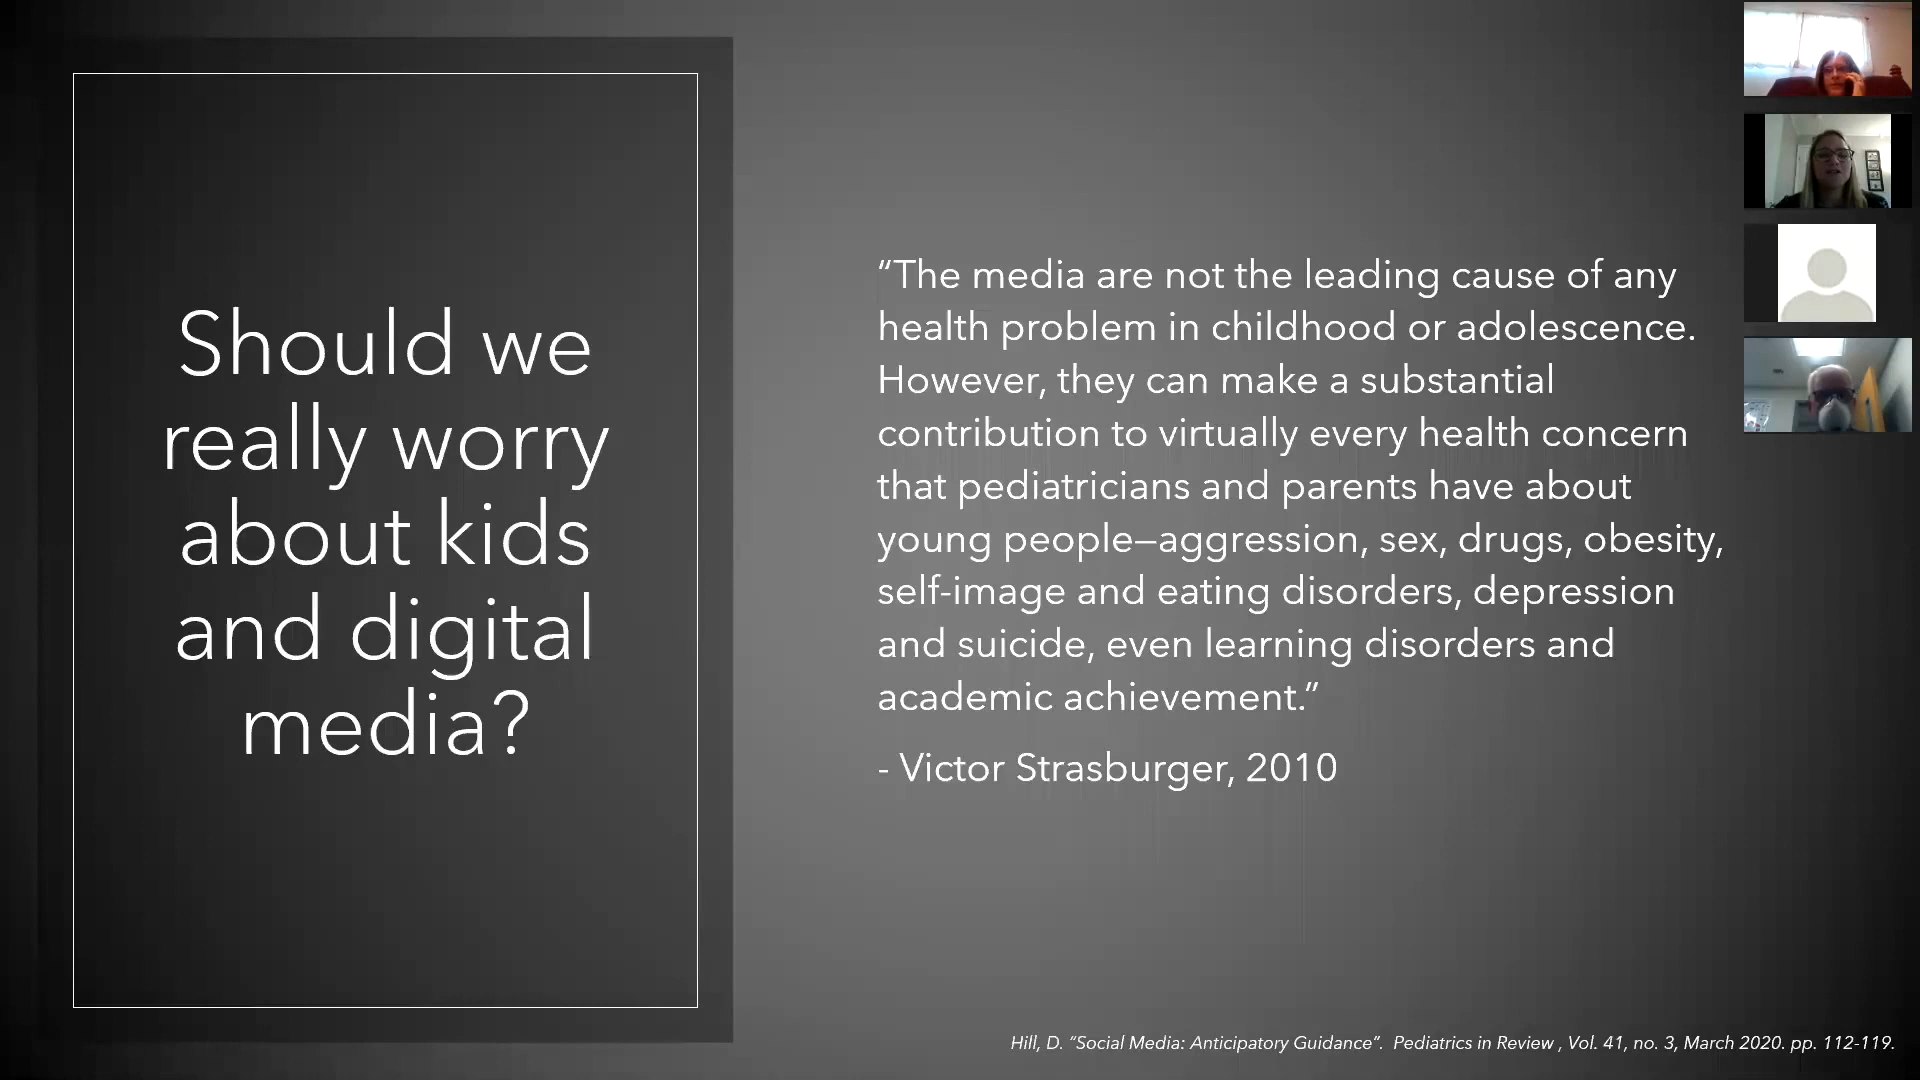 Should we
really worry
about kids
and digital
media?
“The media are not the leading cause of any
health problem in childhood or adolescence.
However, they can make a substantial
contribution to virtually every health concern
that pediatricians and parents have about
young people—aggression, sex, drugs, obesity,
self-image and eating disorders, depression
and suicide, even learning disorders and
academic achievement.”
- Victor Strasburger, 2010
Hill, D. “Social Media: Anticipatory Guidance”.  Pediatrics in Review , Vol. 41, no. 3, March 2020. pp. 112-119.